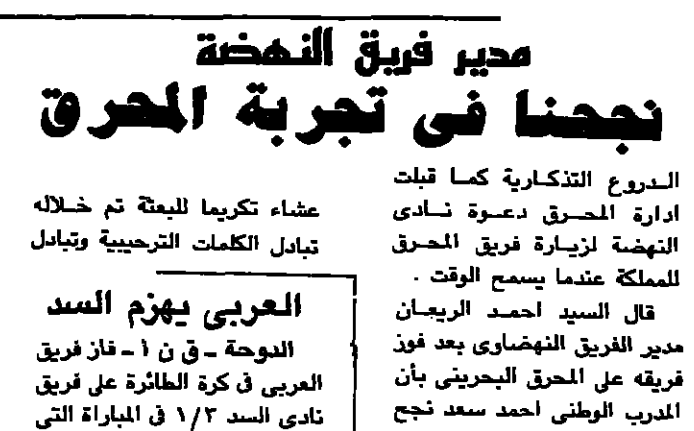 مدير فريق النهضة
نجحنا فى تجربة المحرق
الدروع التذكارية كما قبلت
ادارة المحرق دعوة نادى
النهضة لزيارة فريق المحرق
للمملكة عندما يسمح الوقت .
قال السيد احمد الريعان
مدير الفريق النهضاوى بعد فوز
فريقه على المحرق البحرينى بأن
المدرب الوطنى احمد سعد نجح
عشاء تكريما للبعثة تم خلاله
تبادل الكلمات الترحيبية وتبادل
العربى يهزم السد
الدوحة ـ ق ن أ ـ فاز فريق
العربى فى كرة الطائرة على فريق
نادى السد ١/٣ فى المباراة التى